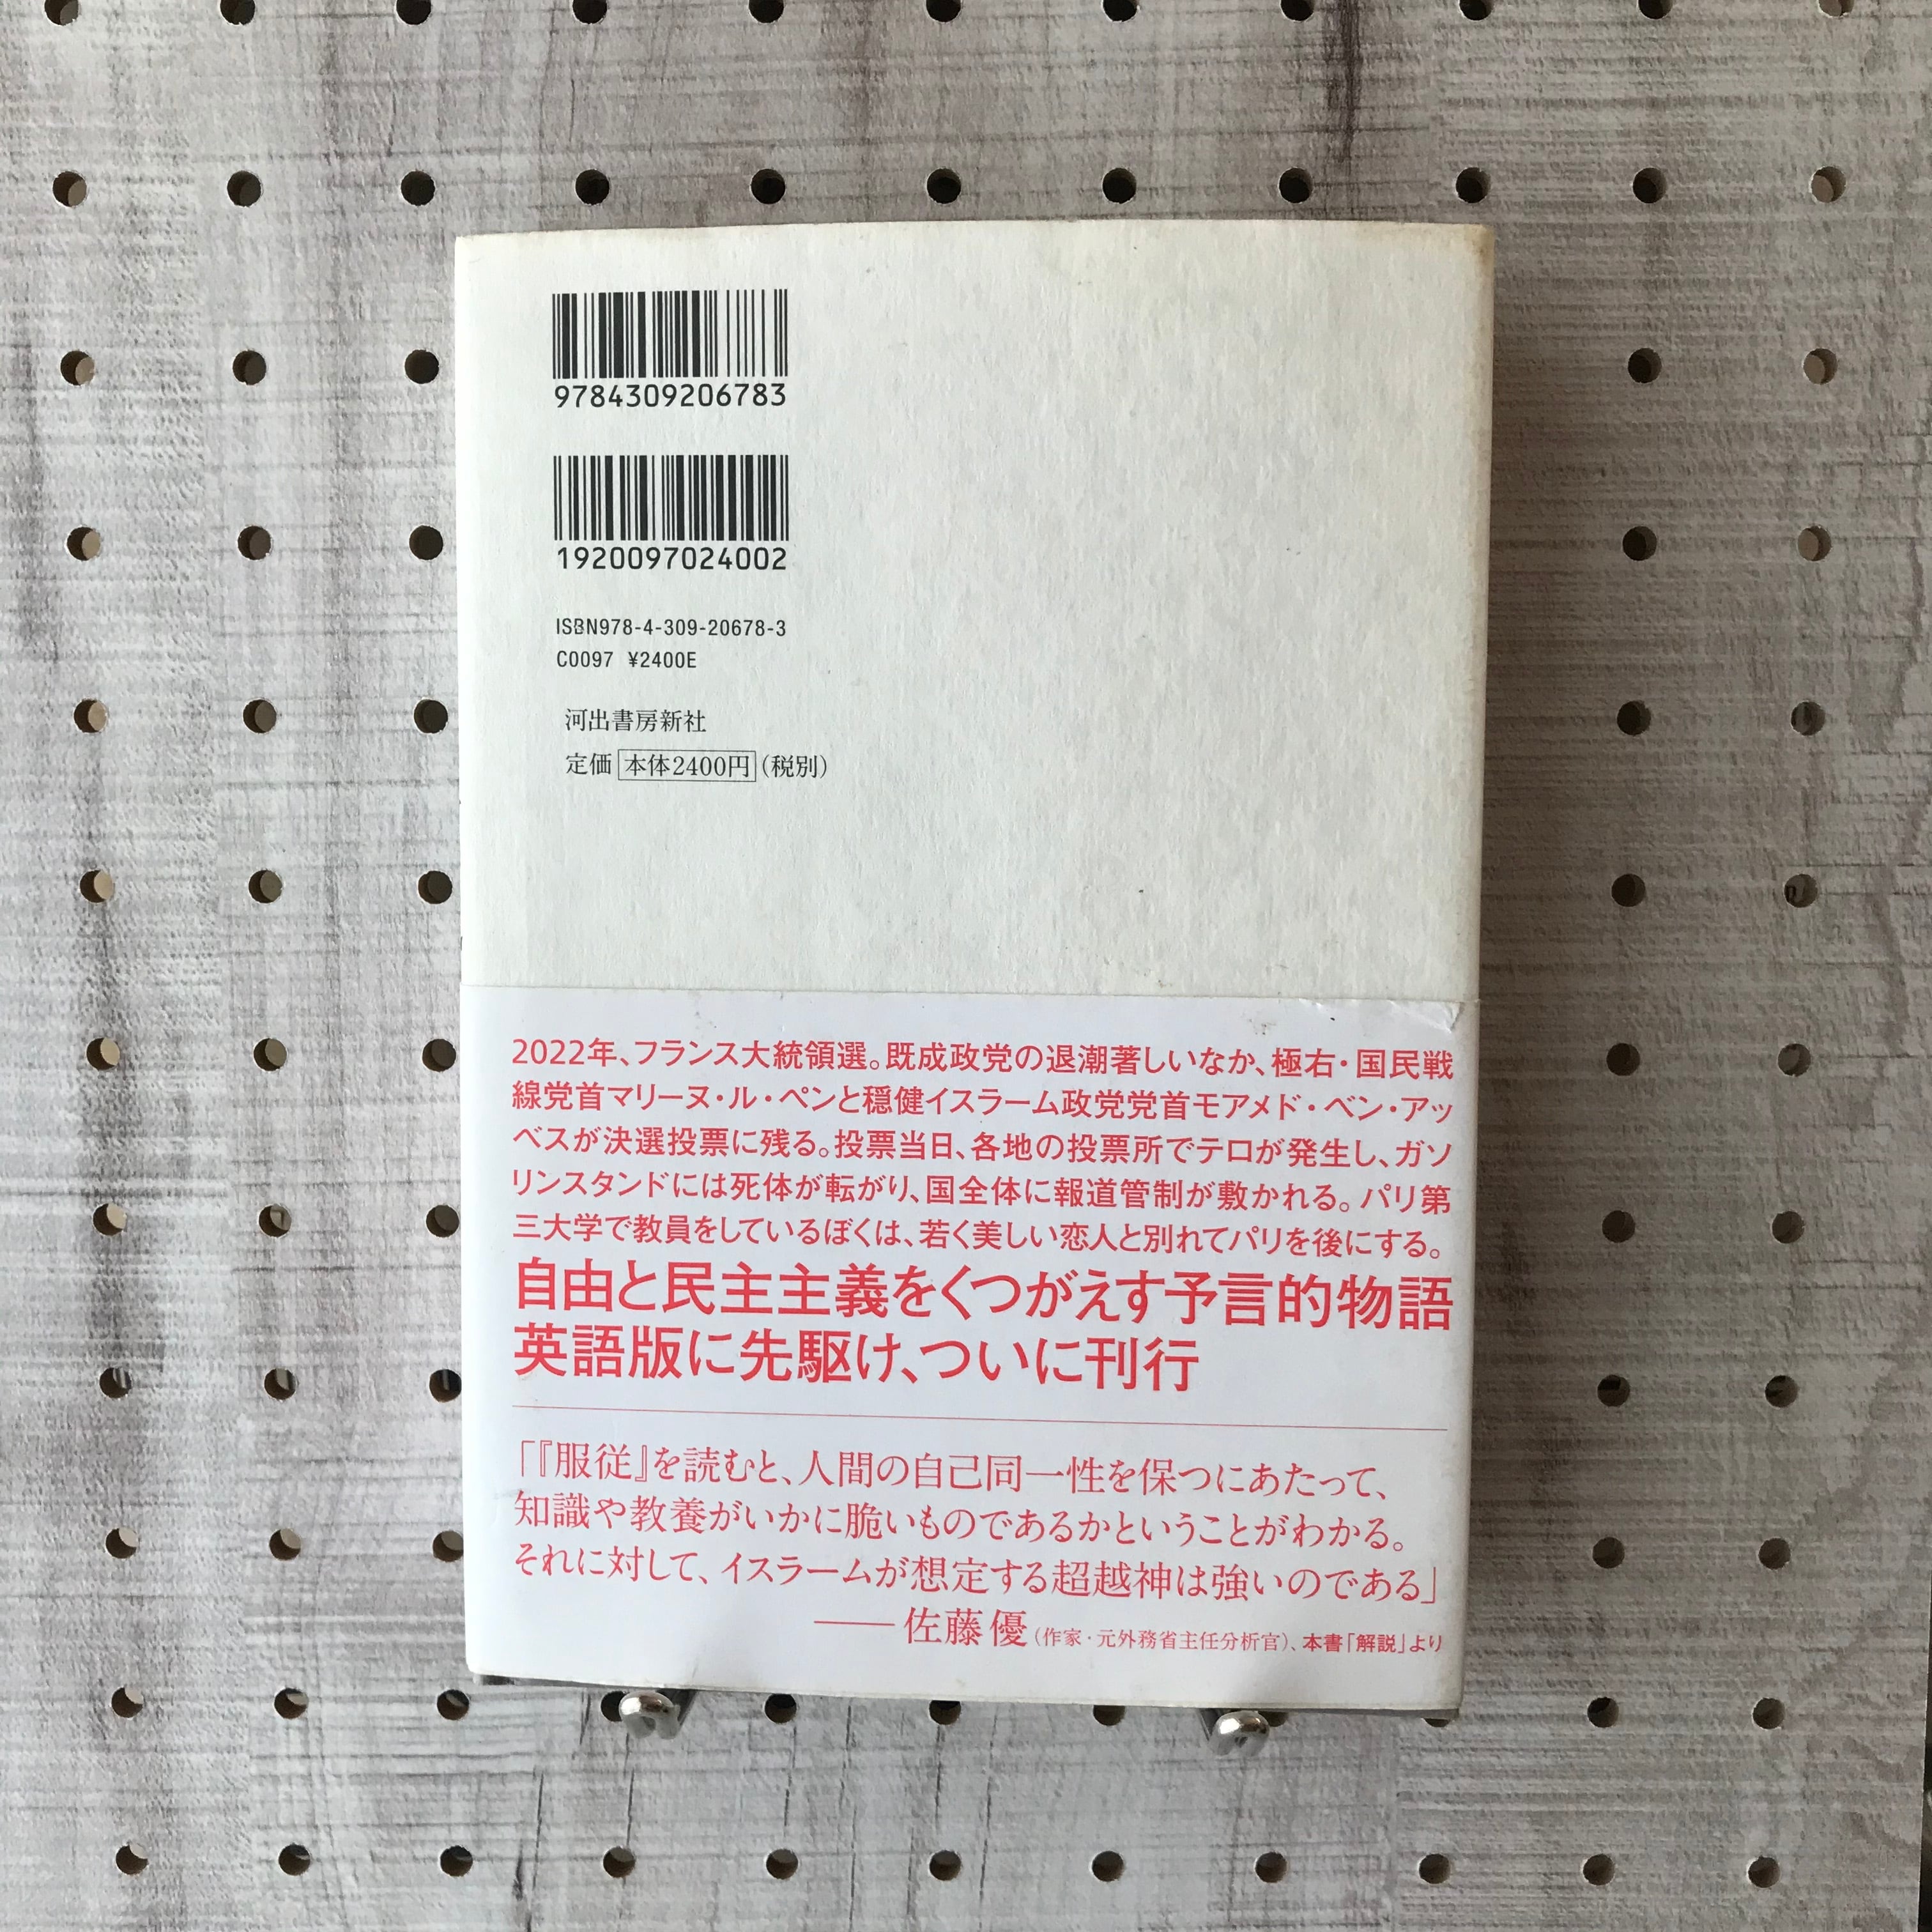 9784309206783
1920097024002
ISBN978-4-309-20678-3
C0097 ¥2400E
河出書房新社
定価 本体2400円(税別)
2022年、フランス大統領選。既成政党の退潮著しいなか、極右・国民戦
線党首マリーヌ・ル・ペンと穏健イスラーム政党党首モアメド・ベン・アッ
ベスが決選投票に残る。投票当日、各地の投票所でテロが発生し、ガソ
リンスタンドには死体が転がり、国全体に報道管制が敷かれる。パリ第
三大学で教員をしているぼくは、若く美しい恋人と別れてパリを後にする。
自由と民主主義をくつがえす予言的物語
英語版に先駆け、ついに刊行
「『服従』を読むと、人間の自己同一性を保つにあたって、
知識や教養がいかに脆いものであるかということがわかる。
それに対して、イスラームが想定する超越神は強いのである」
——佐藤優(作家・元外務省主任分析官)、本書「解説」より